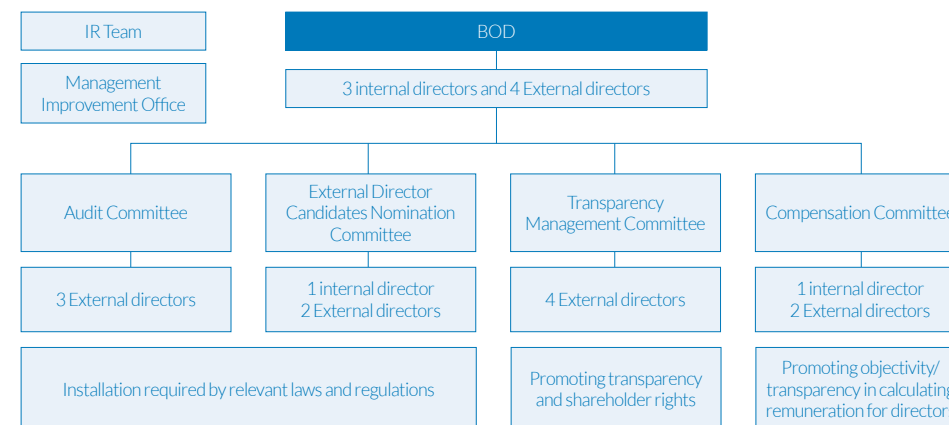 IR Team
BOD
Management
Improvement Office
3 internal directors and 4 External directors
Audit Committee
External Director
Candidates Nomination
Committee
Transparency
Management Committee
Compensation Committee
3 External directors
1 internal director
2 External directors
4 External directors
1 internal director
2 External directors
Installation required by relevant laws and regulations
Promoting transparency
and shareholder rights
Promoting objectivity/
transparency in calculating
remuneration for director